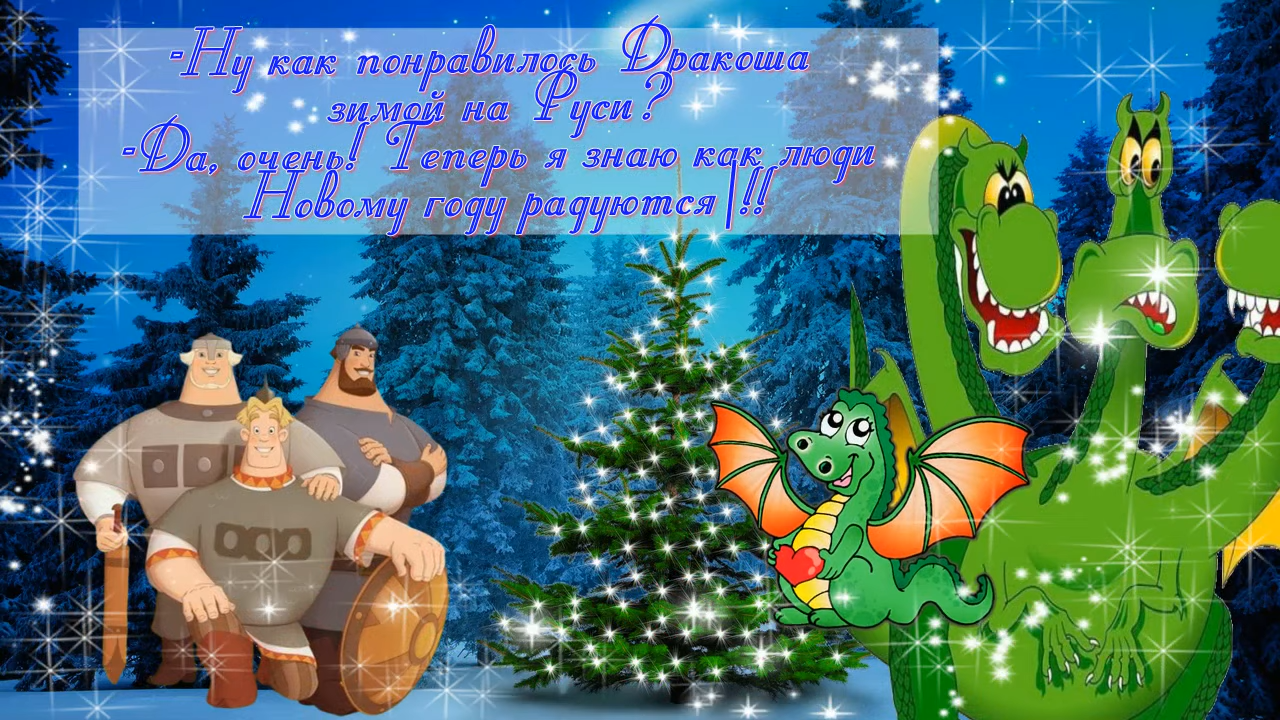 -Ну как понравилось Дракоша
зимой на Руси?
-Да, очень! Теперь я знаю как люди
Новому году радуются|!!